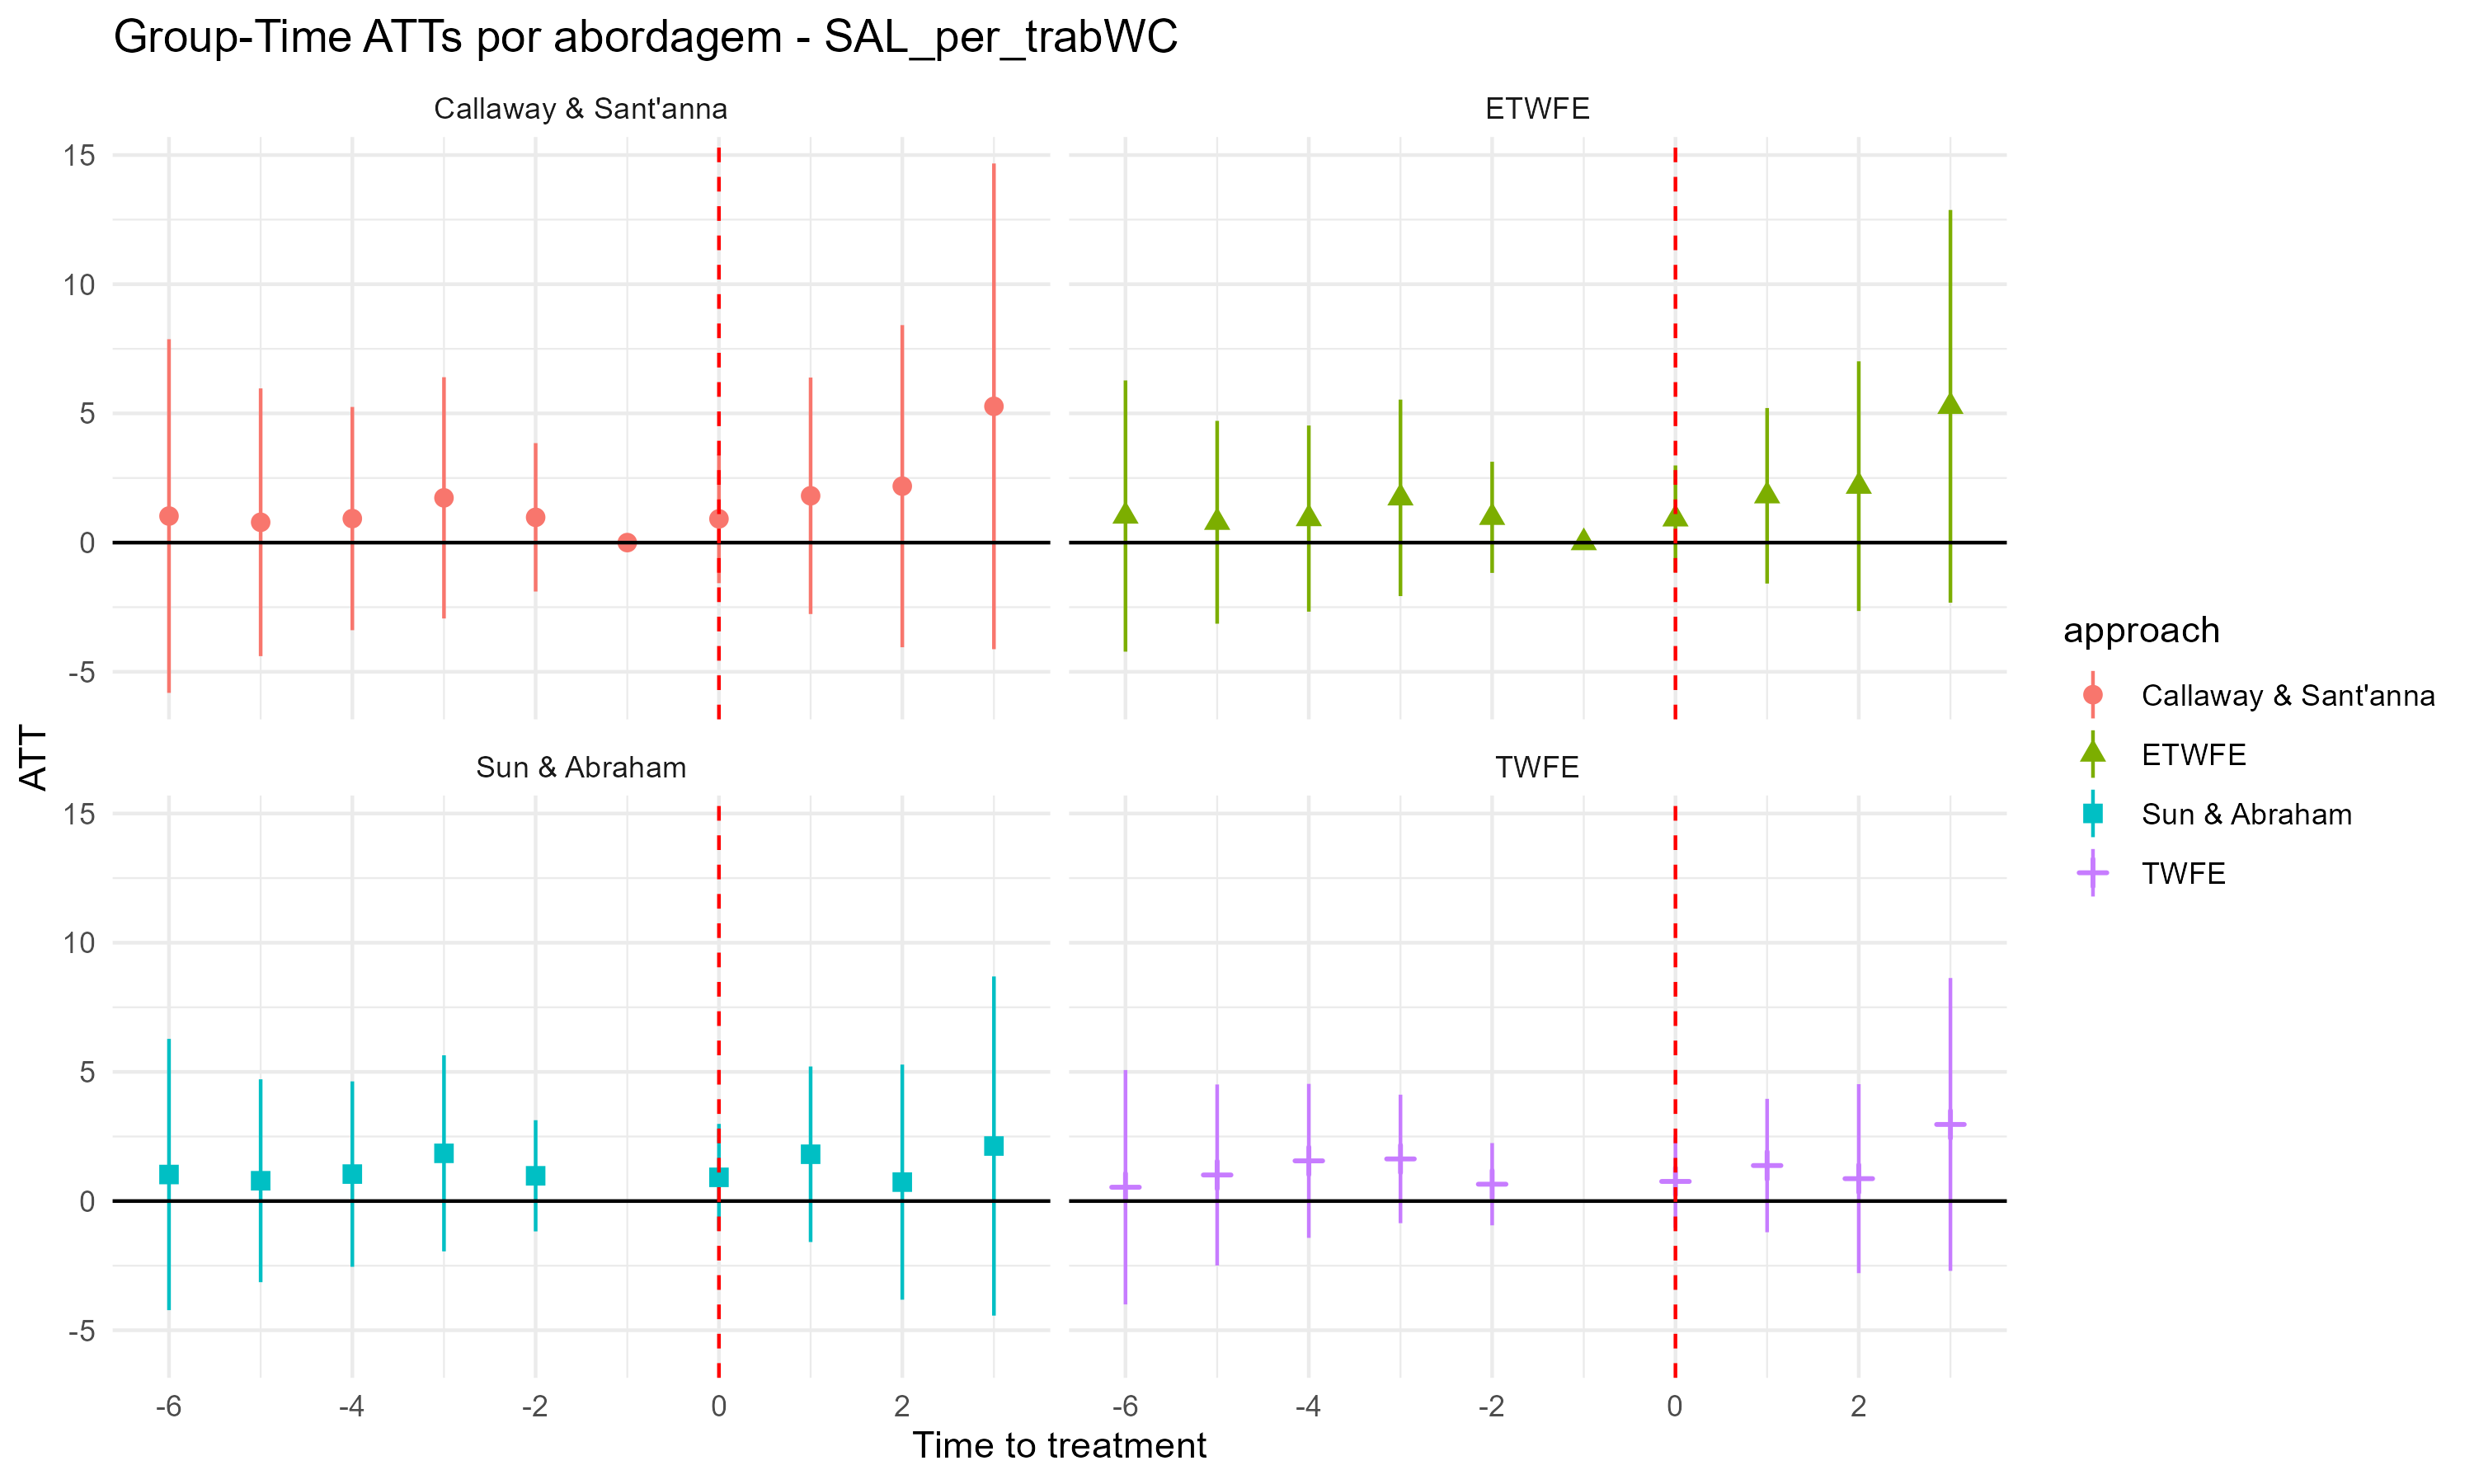 Group-Time ATTs por abordagem - SAL_per_trabWC
Callaway & Sant'anna
ETWFE
15
10
5
0
-5
Sun & Abraham
TWFE
15
10
5
0
-5
-6 -4 -2 0 2
-6 -4 -2 0 2
Time to treatment
ATT
approach
Callaway & Sant'anna
ETWFE
Sun & Abraham
TWFE